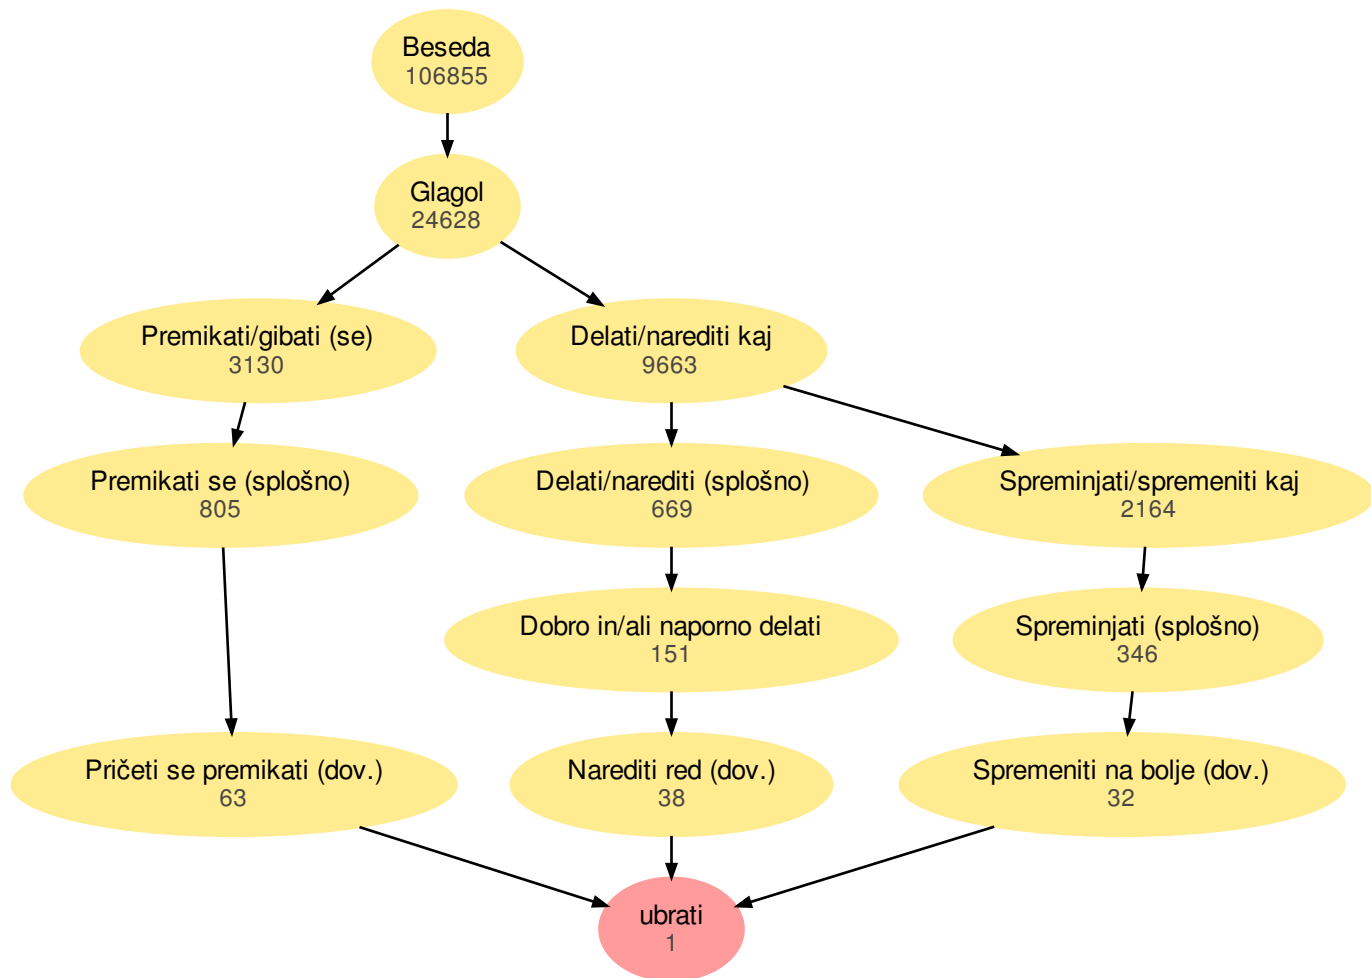 Beseda
106855
Glagol
24628
Premikati/gibati (se)
3130
Delati/narediti kaj
9663
Premikati se (splošno)
805
Delati/narediti (splošno)
669
Spreminjati/spremeniti kaj
2164
Dobro in/ali naporno delati
151
Spreminjati (splošno)
346
Pričeti se premikati (dov.)
63
Narediti red (dov.)
38
Spremeniti na bolje (dov.)
32
ubrati
1